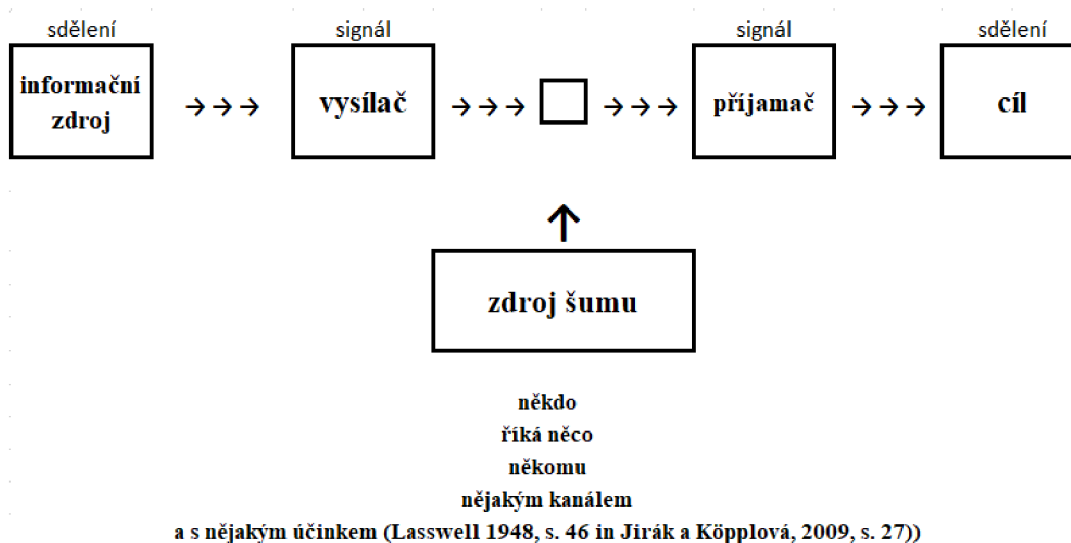 sdělení
signál
signál
sdělení
informační
zdroj
→→→
vysílač
→→→
→→→
příjamač
→→→
cíl
↑
zdroj šumu
někdo
říká něco
někomu
nějakým kanálem
a s nějakým účinkem (Lasswell 1948, s. 46 in Jirák a Köpplová, 2009, s. 27))